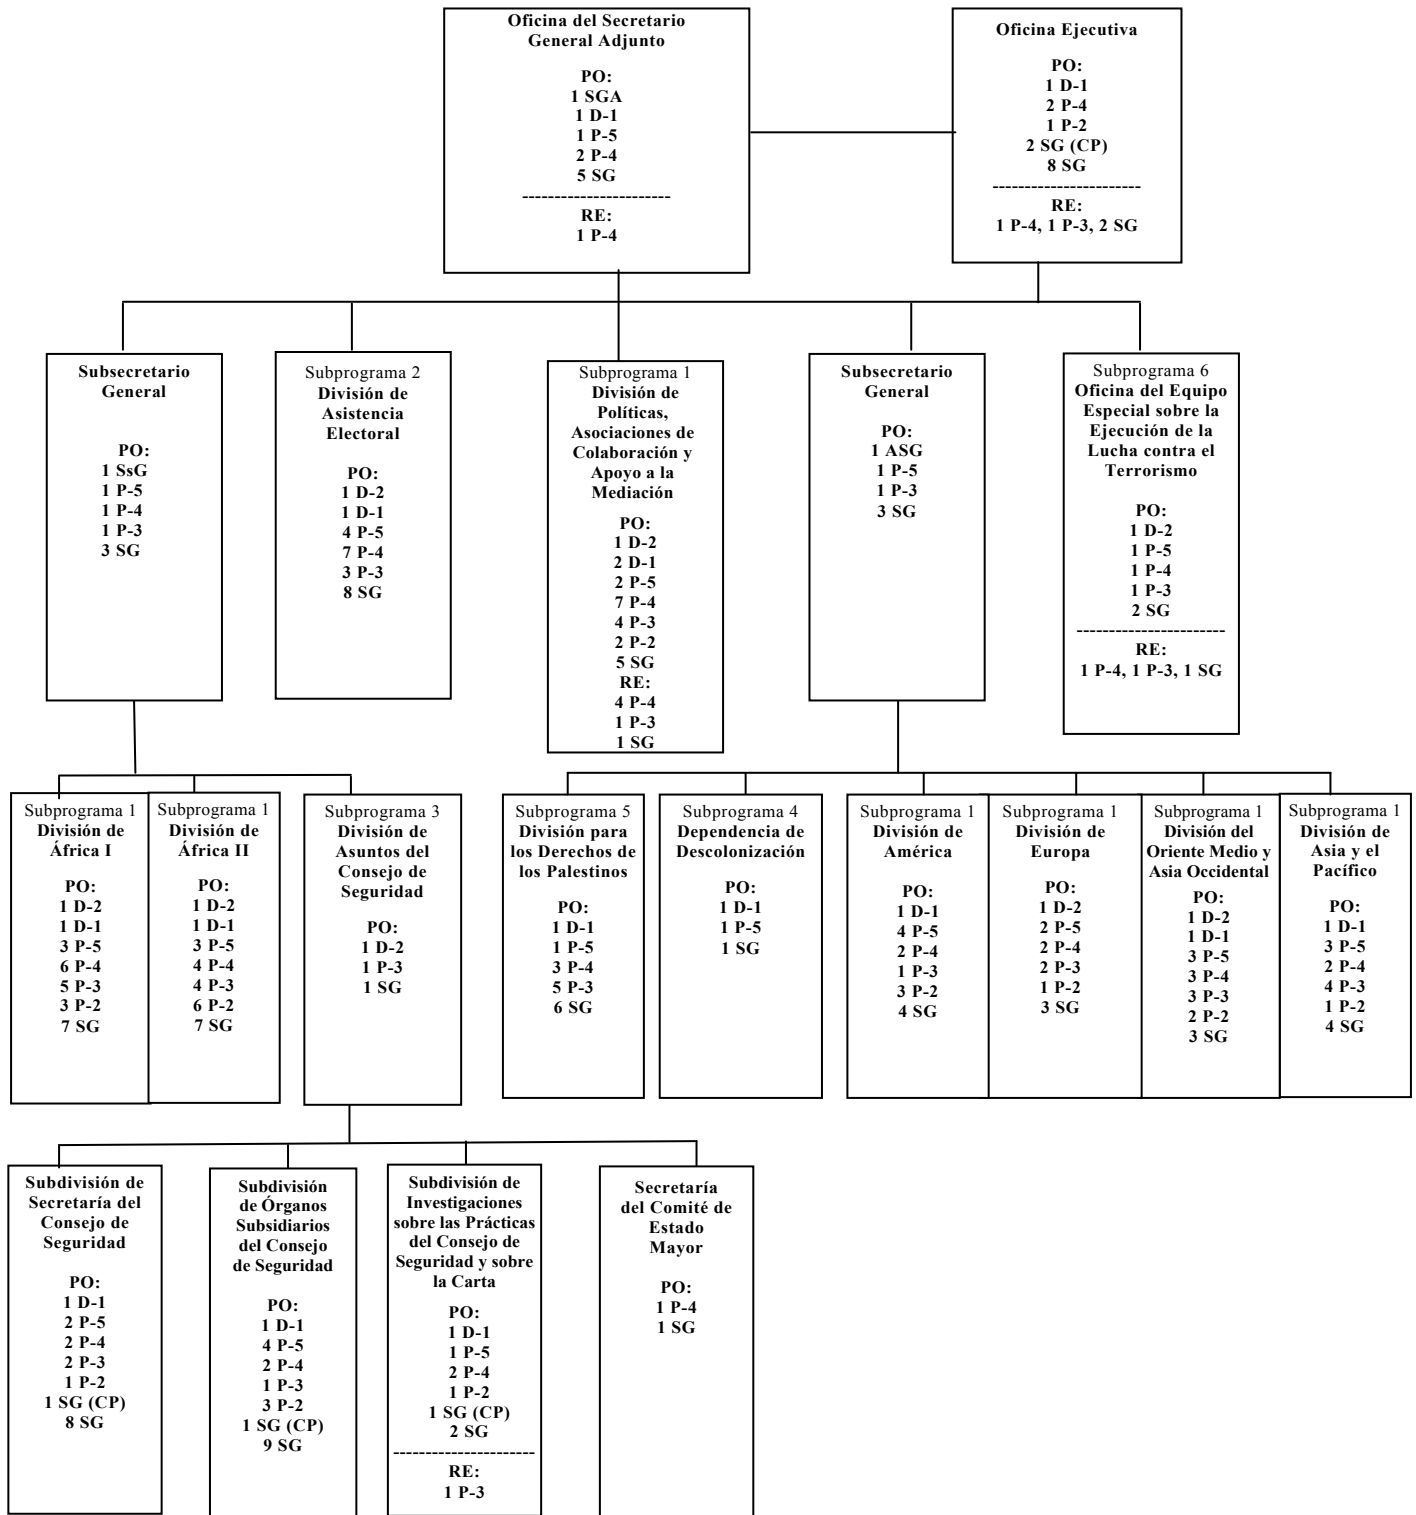 Oficina del Secretario
General Adjunto
PO:
1 SGA
1 D-1
1 P-5
2 P-4
5 SG
-----------------------
RE:
1 P-4
Oficina Ejecutiva
PO:
1 D-1
2 P-4
1 P-2
2 SG (CP)
8 SG
-----------------------
RE:
1 P-4, 1 P-3, 2 SG
Subsecretario
General
PO:
1 SsG
1 P-5
1 P-4
1 P-3
3 SG
Subprograma 2
División de
Asistencia
Electoral
PO:
1 D-2
1 D-1
4 P-5
7 P-4
3 P-3
8 SG
Subprograma 1
División de
Políticas,
Asociaciones de
Colaboración y
Apoyo a la
Mediación
PO:
1 D-2
2 D-1
2 P-5
7 P-4
4 P-3
2 P-2
5 SG
RE:
4 P-4
1 P-3
1 SG
Subsecretario
General
PO:
1 ASG
1 P-5
1 P-3
3 SG
Subprograma 6
Oficina del Equipo
Especial sobre la
Ejecución de la
Lucha contra el
Terrorismo
PO:
1 D-2
1 P-5
1 P-4
1 P-3
2 SG
-----------------------
RE:
1 P-4, 1 P-3, 1 SG
Subprograma 1
División de
África I
PO:
1 D-2
1 D-1
3 P-5
6 P-4
5 P-3
3 P-2
7 SG
Subprograma 1
División de
África II
PO:
1 D-2
1 D-1
3 P-5
4 P-4
4 P-3
6 P-2
7 SG
Subprograma 3
División de
Asuntos del
Consejo de
Seguridad
PO:
1 D-2
1 P-3
1 SG
Subprograma 5
División para
los Derechos de
los Palestinos
PO:
1 D-1
1 P-5
3 P-4
5 P-3
6 SG
Subprograma 4
Dependencia de
Descolonización
PO:
1 D-1
1 P-5
1 SG
Subprograma 1
División de
América
PO:
1 D-1
4 P-5
2 P-4
1 P-3
3 P-2
4 SG
Subprograma 1
División de
Europa
PO:
1 D-2
2 P-5
2 P-4
2 P-3
1 P-2
3 SG
Subprograma 1
División del
Oriente Medio y
Asia Occidental
PO:
1 D-2
1 D-1
3 P-5
3 P-4
3 P-3
2 P-2
3 SG
Subprograma 1
División de
Asia y el
Pacífico
PO:
1 D-1
3 P-5
2 P-4
4 P-3
1 P-2
4 SG
Subdivisión de
Secretaría del
Consejo de
Seguridad
PO:
1 D-1
2 P-5
2 P-4
2 P-3
1 P-2
1 SG (CP)
8 SG
Subdivisión
de Órganos
Subsidiarios
del Consejo
de Seguridad
PO:
1 D-1
4 P-5
2 P-4
1 P-3
3 P-2
1 SG (CP)
9 SG
Subdivisión de
Investigaciones
sobre las Prácticas
del Consejo de
Seguridad y sobre
la Carta
PO:
1 D-1
1 P-5
2 P-4
1 P-2
1 SG (CP)
2 SG
----------------------
RE:
1 P-3
Secretaría
del Comité de
Estado
Mayor
PO:
1 P-4
1 SG